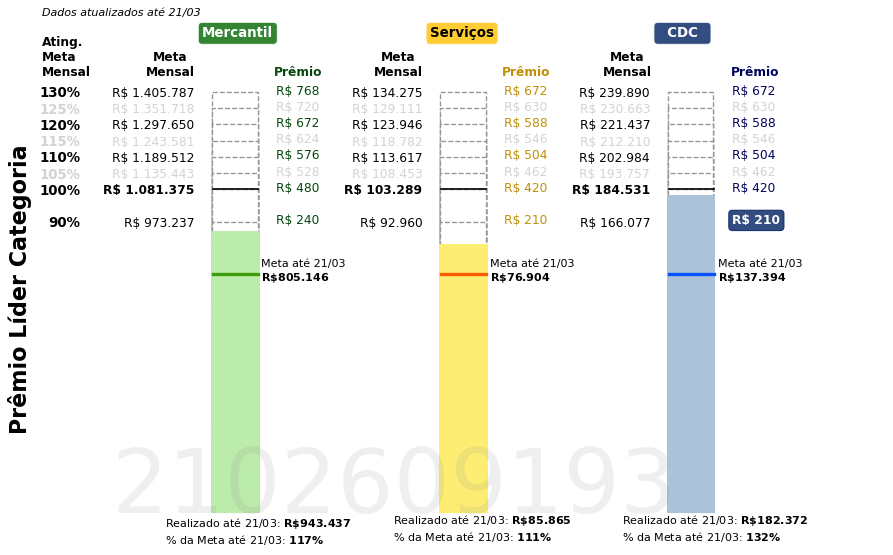 Dados atualizados até 21/03
Mercantil Serviços CDC
Ating.
Meta Meta Meta Meta
Mensal Mensal Prêmio Mensal Prêmio Mensal Prêmio
130% R$ 1.405.787 R$ 768 R$ 134.275 R$ 672 R$ 239.890 R$ 672
125% R$ 1.351.718 R$ 720 R$ 129.111 R$ 630 R$ 230.663 R$ 630
120% R$ 1.297.650 R$ 672 R$ 123.946 R$ 588 R$ 221.437 R$ 588
115% R$ 1.243.581 R$ 624 R$ 118.782 R$ 546 R$ 212.210 R$ 546
110% R$ 1.189.512 R$ 576 R$ 113.617 R$ 504 R$ 202.984 R$ 504
105% R$ 1.135.443 R$ 528 R$ 108.453 R$ 462 R$ 193.757 R$ 462
100% R$ 1.081.375 R$ 480 R$ 103.289 R$ 420 R$ 184.531 R$ 420
90% R$ 973.237 R$ 240 R$ 92.960 R$ 210 R$ 166.077 R$ 210
Meta até 21/03 Meta até 21/03 Meta até 21/03
R$805.146 R$76.904 R$137.394
Prêmio Líder Categoria
2102609193
Realizado até 21/03: R$943.437 Realizado até 21/03: R$85.865 Realizado até 21/03: R$182.372
% da Meta até 21/03: 117% % da Meta até 21/03: 111% % da Meta até 21/03: 132%